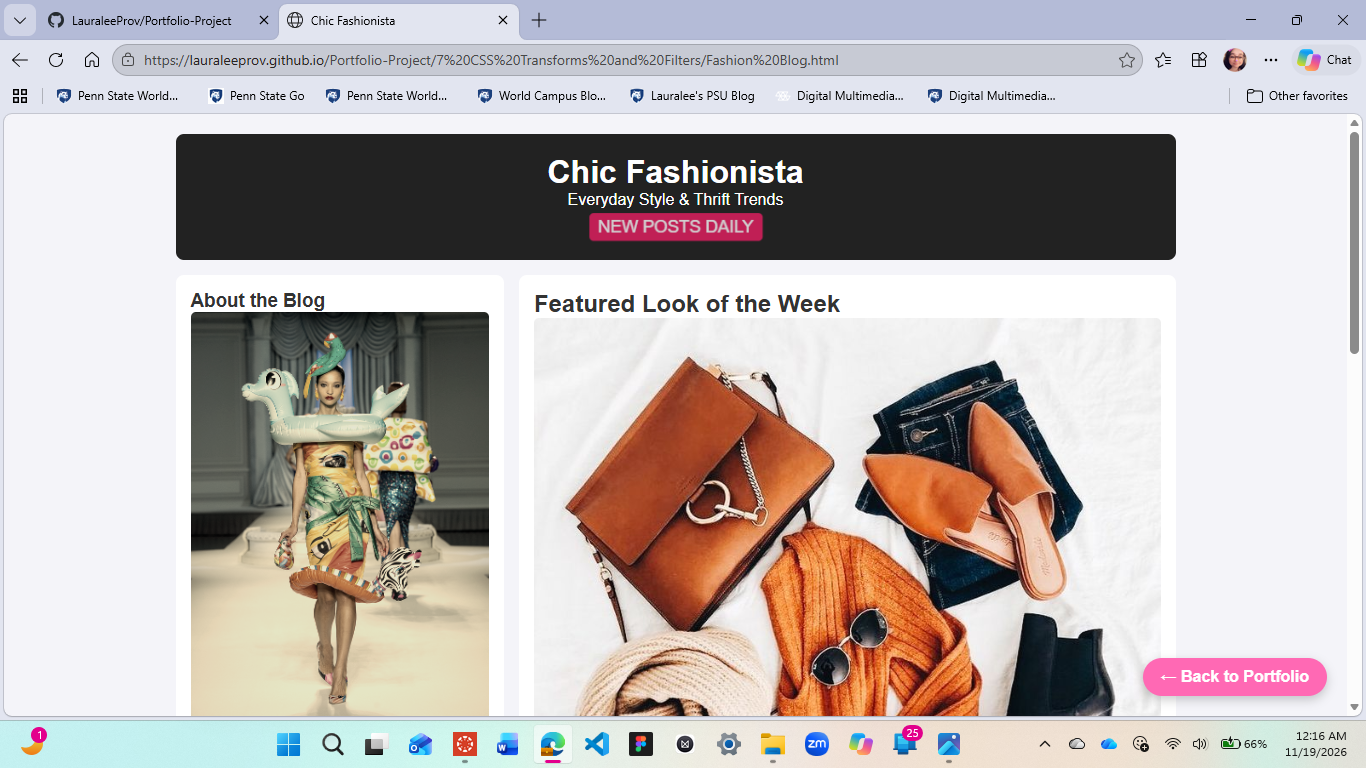 LauraleeProv/Portfolio-Project
Chic Fashionista
https://lauraleeprov.github.io/Portfolio-Project/7%20CSS%20Transforms%20and%20Filters/Fashion%20Blog.html
Chat
Penn State World...
Penn State Go
Penn State World...
World Campus Blo...
Lauralee's PSU Blog
Digital Multimedia...
Digital Multimedia...
Other favorites
Chic Fashionista
Everyday Style & Thrift Trends
NEW POSTS DAILY
About the Blog
Featured Look of the Week
← Back to Portfolio
1
zm
25
66%
12:16 AM
11/19/2026